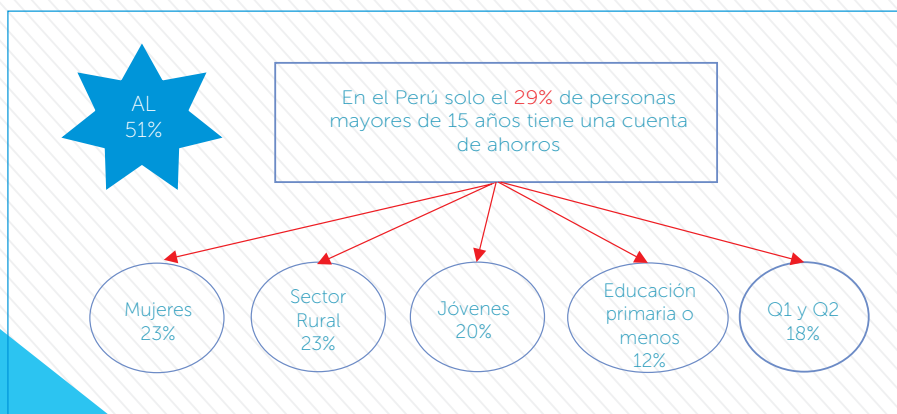 AL
51%
En el Perú solo el 29% de personas
mayores de 15 años tiene una cuenta
de ahorros
Mujeres
23%
Sector
Rural
23%
Jóvenes
20%
Educación
primaria o
menos
12%
Q1 y Q2
18%